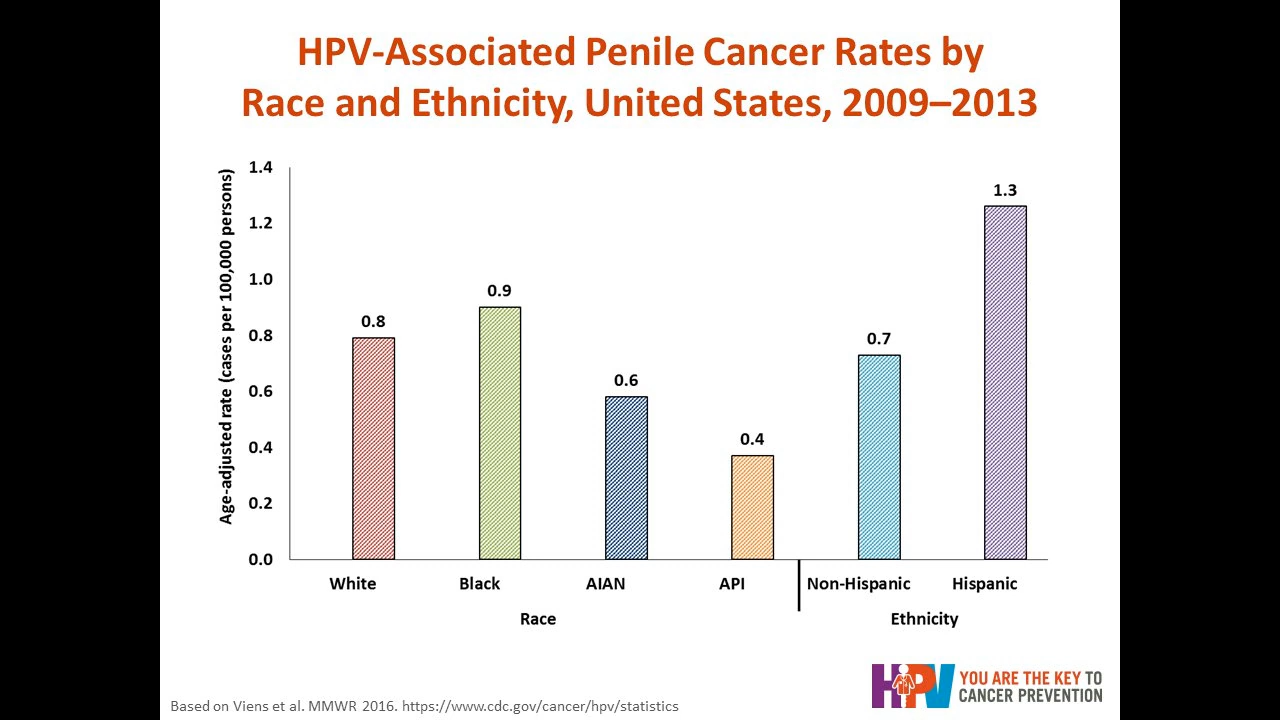 HPV-Associated Penile Cancer Rates by
Race and Ethnicity, United States, 2009–2013
Age-adjusted rate (cases per 100,000 persons)
1.4
1.2
1.0
0.8
0.6
0.4
0.2
0.0
0.8
0.9
0.6
0.4
0.7
1.3
White
Black
AIAN
API
Non-Hispanic
Hispanic
Race
Ethnicity
HPV
YOU ARE THE KEY TO
CANCER PREVENTION
Based on Viens et al. MMWR 2016. https://www.cdc.gov/cancer/hpv/statistics